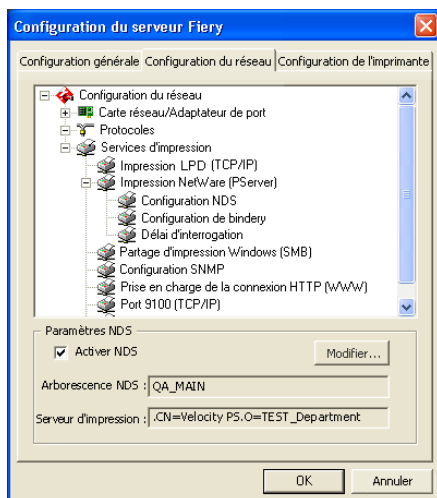 Configuration du serveur Fiery
Configuration générale Configuration du réseau Configuration de l'imprimante
Configuration du réseau
Carte réseau/Adaptateur de port
Protocoles
Services d'impression
Impression LPD (TCP/IP)
Impression NetWare (PServer)
Configuration NDS
Configuration de bindery
Délai d'interrogation
Partage d'impression Windows (SMB)
Configuration SNMP
Prise en charge de la connexion HTTP (WWW)
Port 9100 (TCP/IP)
Paramètres NDS
Activer NDS
Modifier...
Arborescence NDS : QA_MAIN
Serveur d'impression : .CN=Velocity PS.O=TEST_Department
OK Annuler